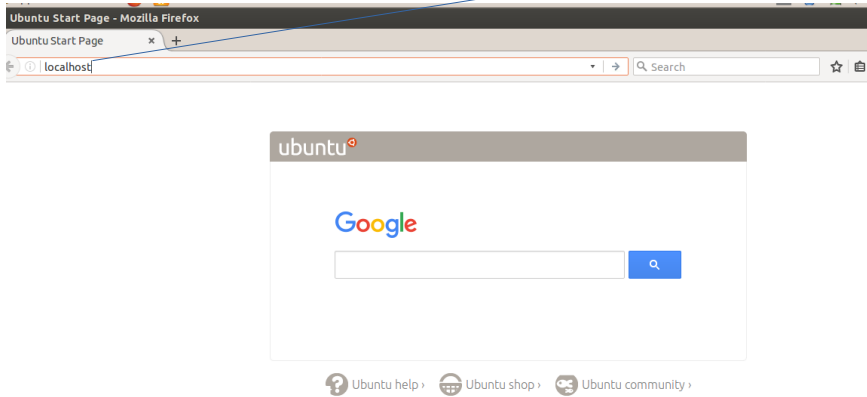 Ubuntu Start Page - Mozilla Firefox
Ubuntu Start Page × +
localhost Search
ubuntu
Google
Ubuntu help › Ubuntu shop › Ubuntu community ›